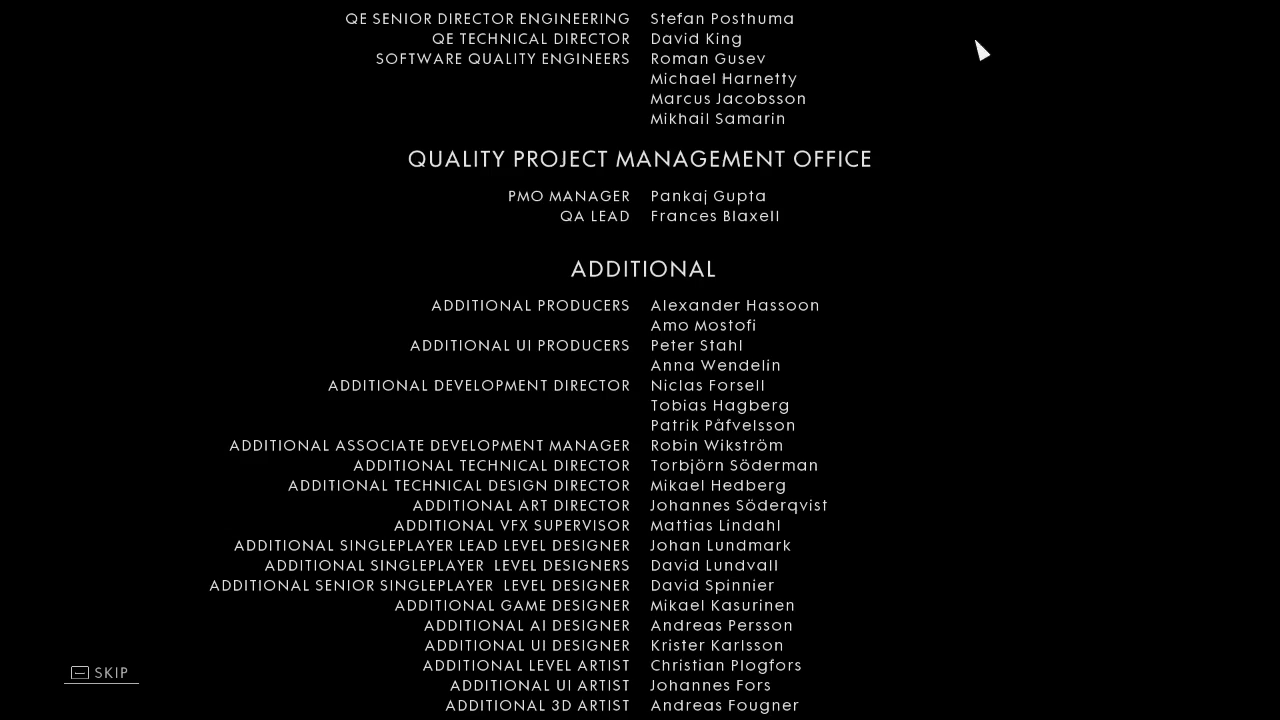 QE SENIOR DIRECTOR ENGINEERING Stefan Posthuma
QE TECHNICAL DIRECTOR David King
SOFTWARE QUALITY ENGINEERS Roman Gusev
Michael Harnetty
Marcus Jacobsson
Mikhail Samarin
QUALITY PROJECT MANAGEMENT OFFICE
PMO MANAGER Pankaj Gupta
QA LEAD Frances Blaxell
ADDITIONAL
ADDITIONAL PRODUCERS Alexander Hassoon
Amo Mostofi
ADDITIONAL UI PRODUCERS Peter Stahl
Anna Wendelin
ADDITIONAL DEVELOPMENT DIRECTOR Niclas Forsell
Tobias Hagberg
Patrik Påfvelsson
ADDITIONAL ASSOCIATE DEVELOPMENT MANAGER Robin Wikström
ADDITIONAL TECHNICAL DIRECTOR Torbjörn Söderman
ADDITIONAL TECHNICAL DESIGN DIRECTOR Mikael Hedberg
ADDITIONAL ART DIRECTOR Johannes Söderqvist
ADDITIONAL VFX SUPERVISOR Mattias Lindahl
ADDITIONAL SINGLEPLAYER LEAD LEVEL DESIGNER Johan Lundmark
ADDITIONAL SINGLEPLAYER LEVEL DESIGNERS David Lundvall
ADDITIONAL SENIOR SINGLEPLAYER LEVEL DESIGNER David Spinnier
ADDITIONAL GAME DESIGNER Mikael Kasurinen
ADDITIONAL AI DESIGNER Andreas Persson
ADDITIONAL UI DESIGNER Krister Karlsson
ADDITIONAL LEVEL ARTIST Christian Plogfors
SKIP
ADDITIONAL UI ARTIST Johannes Fors
ADDITIONAL 3D ARTIST Andreas Fougner